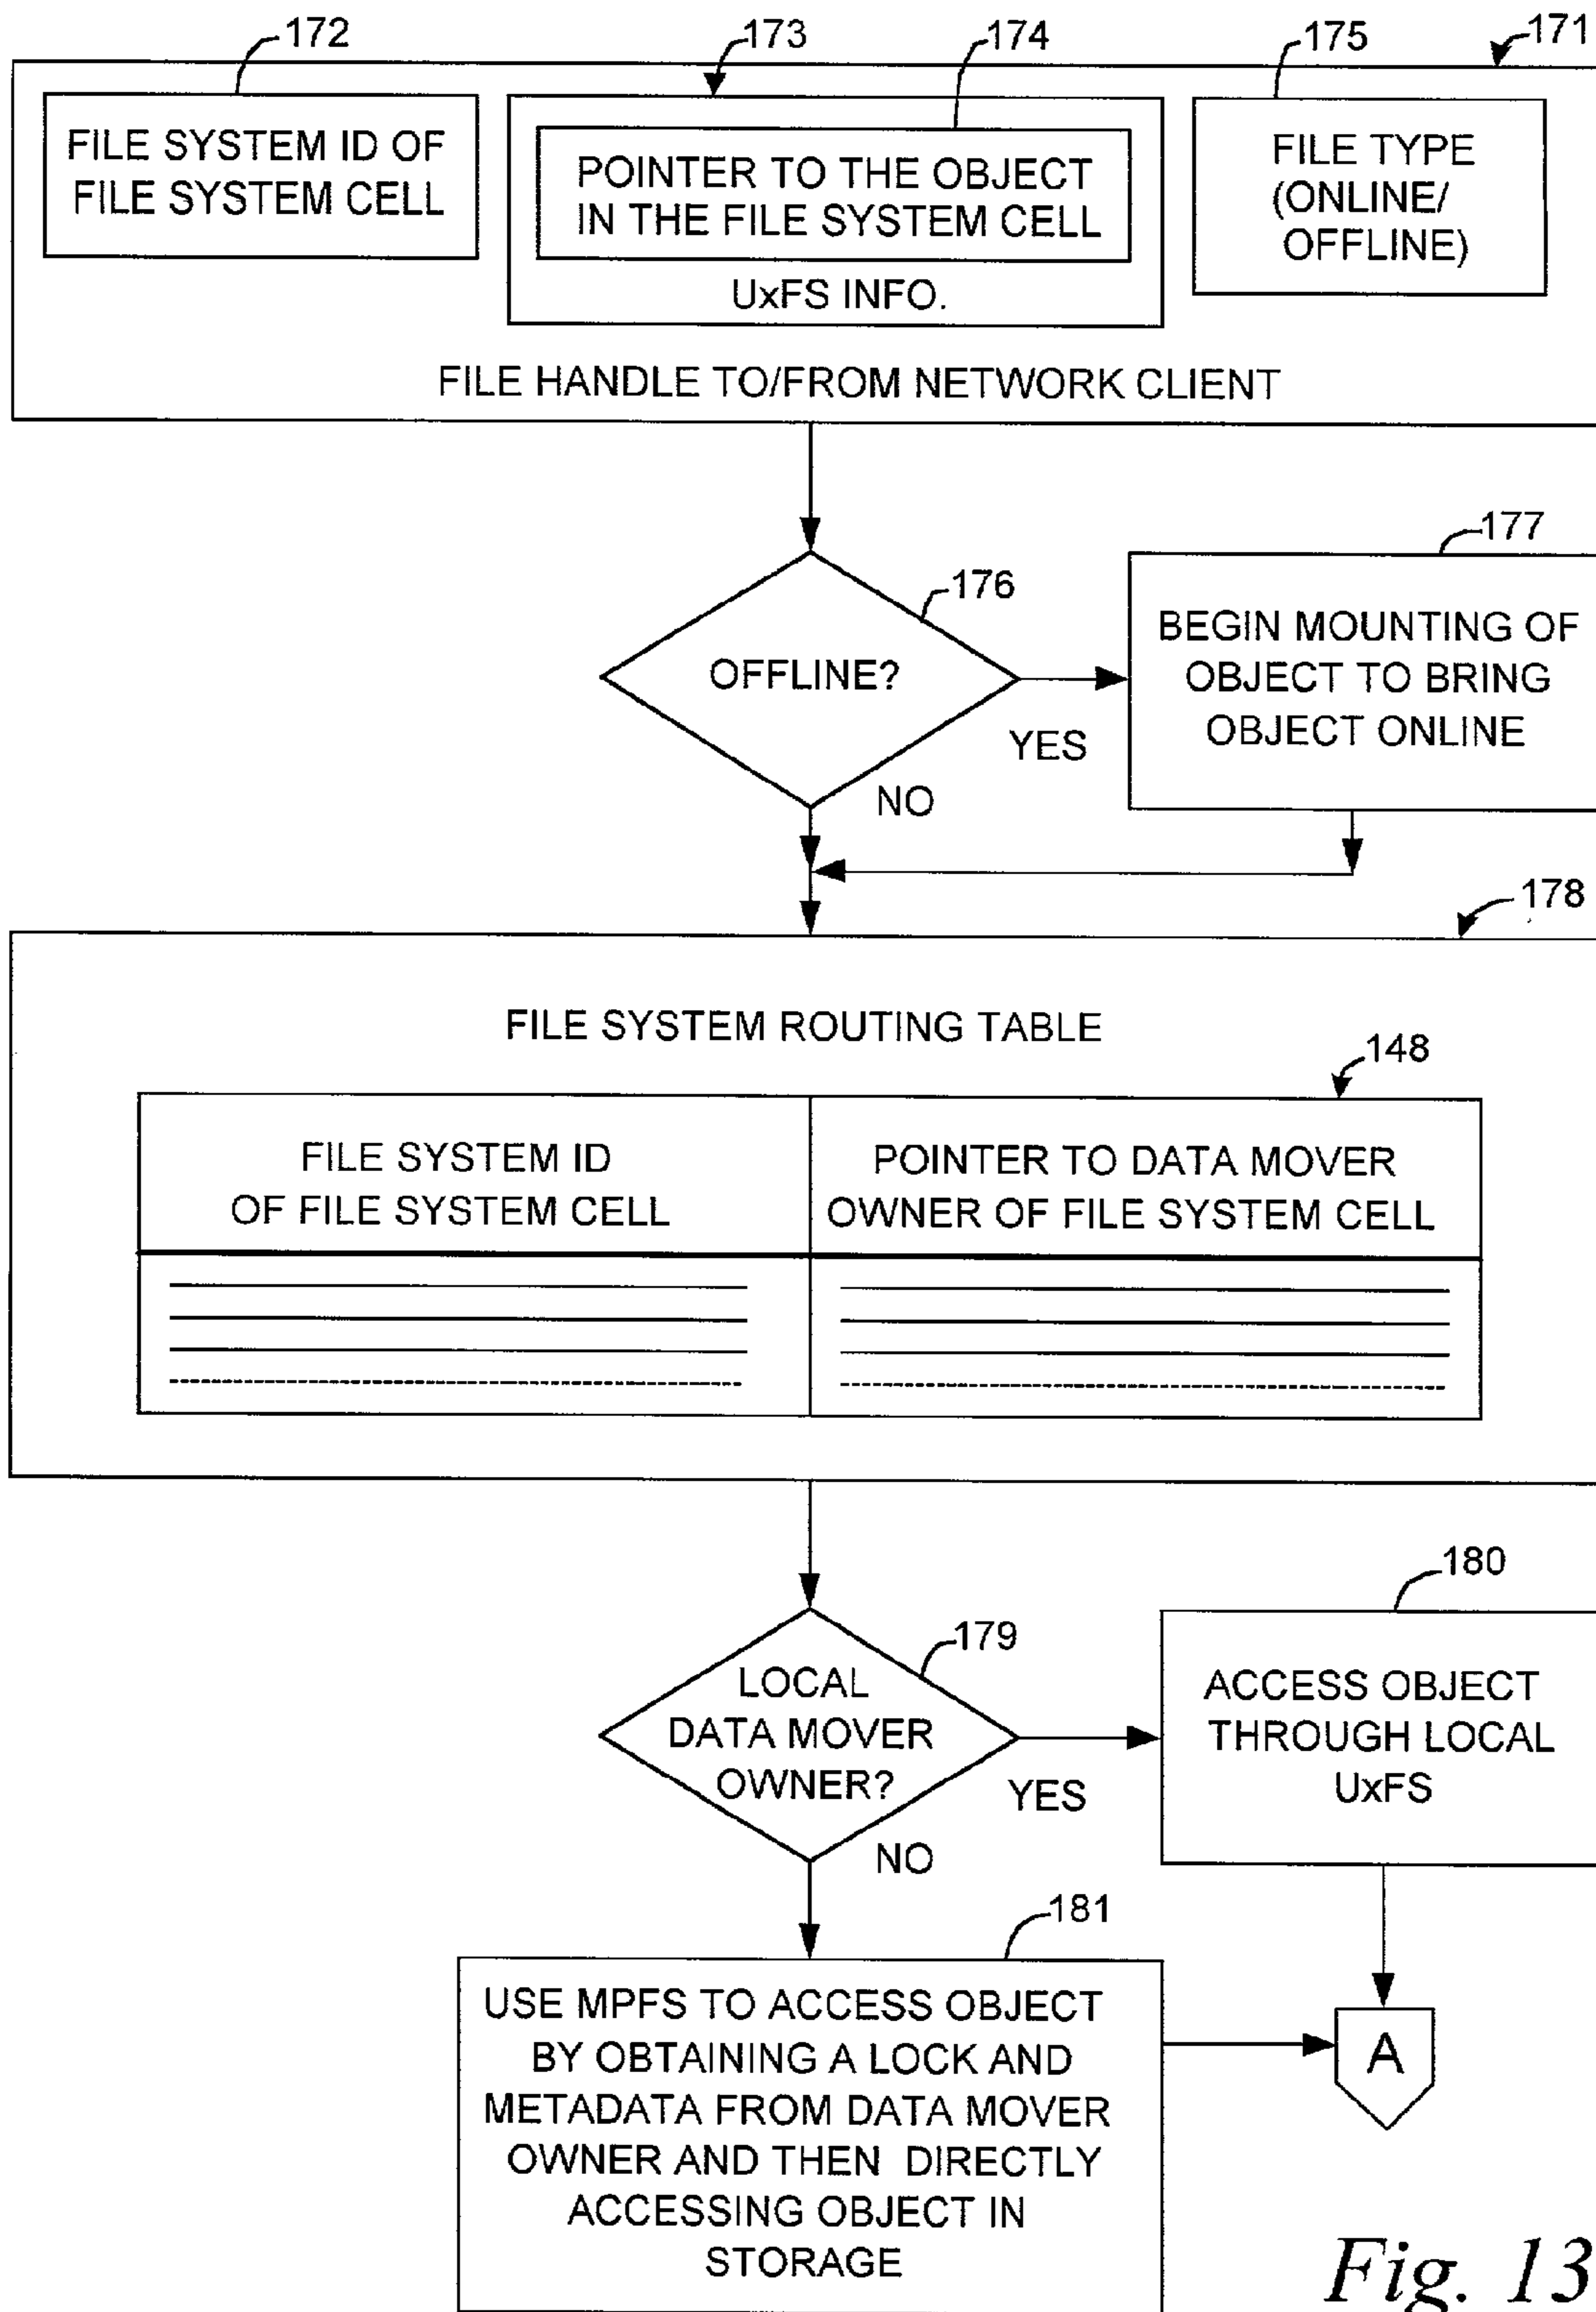 172
173
174
175
171
FILE SYSTEM ID OF
FILE SYSTEM CELL
POINTER TO THE OBJECT
IN THE FILE SYSTEM CELL
UxFS INFO.
FILE TYPE
(ONLINE/
OFFLINE)
FILE HANDLE TO/FROM NETWORK CLIENT
176
OFFLINE?
YES
NO
177
BEGIN MOUNTING OF
OBJECT TO BRING
OBJECT ONLINE
178
FILE SYSTEM ROUTING TABLE
148
FILE SYSTEM ID
OF FILE SYSTEM CELL
POINTER TO DATA MOVER
OWNER OF FILE SYSTEM CELL
179
LOCAL
DATA MOVER
OWNER?
YES
NO
180
ACCESS OBJECT
THROUGH LOCAL
UxFS
181
USE MPFS TO ACCESS OBJECT
BY OBTAINING A LOCK AND
METADATA FROM DATA MOVER
OWNER AND THEN DIRECTLY
ACCESSING OBJECT IN
STORAGE
A
Fig. 13